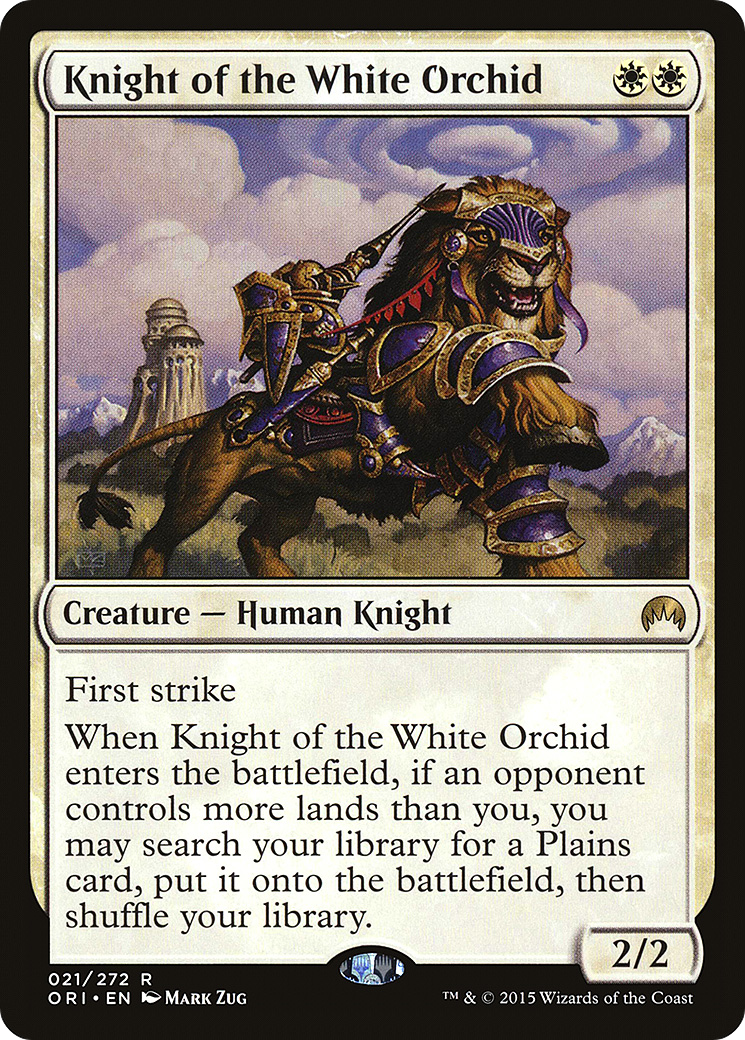 Knight of the White Orchid
Creature — Human Knight
First strike
When Knight of the White Orchid
enters the battlefield, if an opponent
controls more lands than you, you
may search your library for a Plains
card, put it onto the battlefield, then
shuffle your library.
2/2
021/272 R
ORI • EN Mark Zug
™ & © 2015 Wizards of the Coast